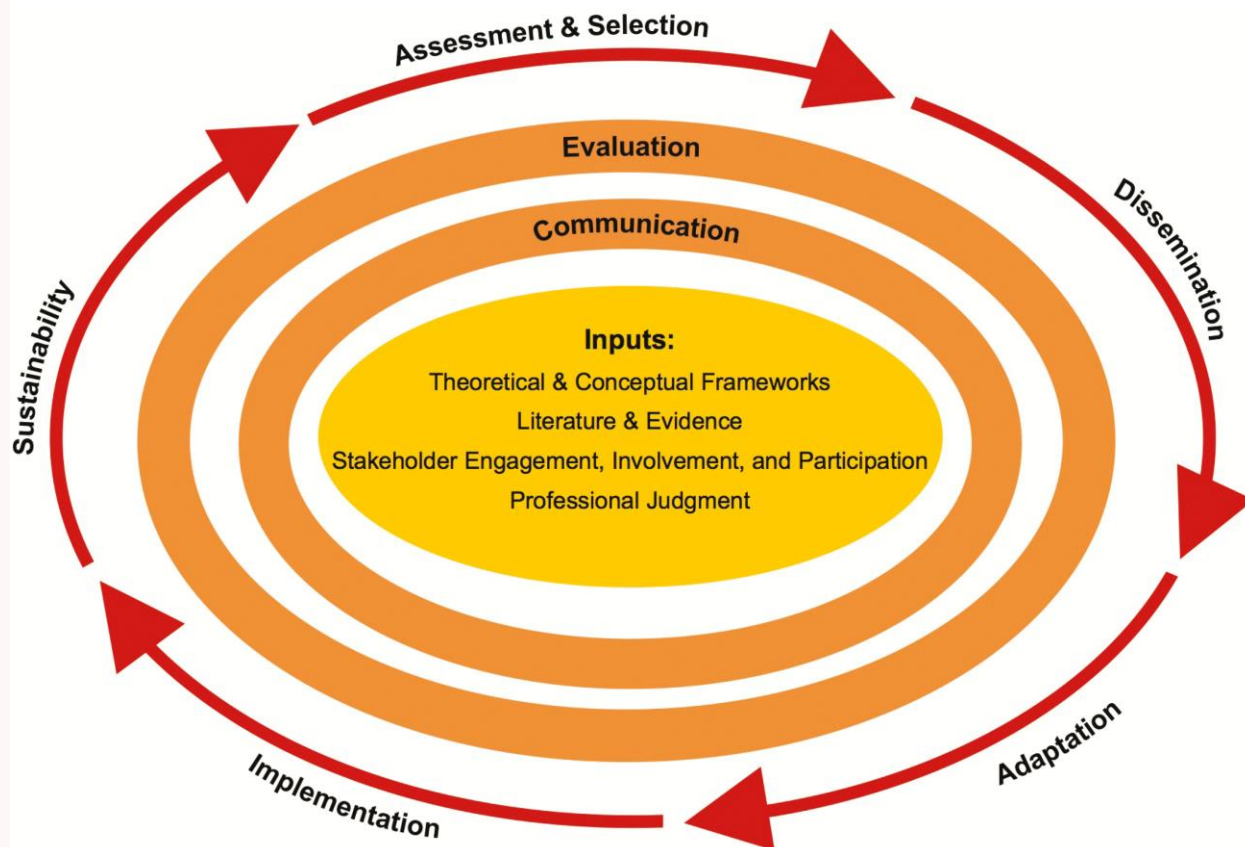 Assessment & Selection
Evaluation
Communication
Dissemination
Sustainability
Inputs:
Theoretical & Conceptual Frameworks
Literature & Evidence
Stakeholder Engagement, Involvement, and Participation
Professional Judgment
Adaptation
Implementation